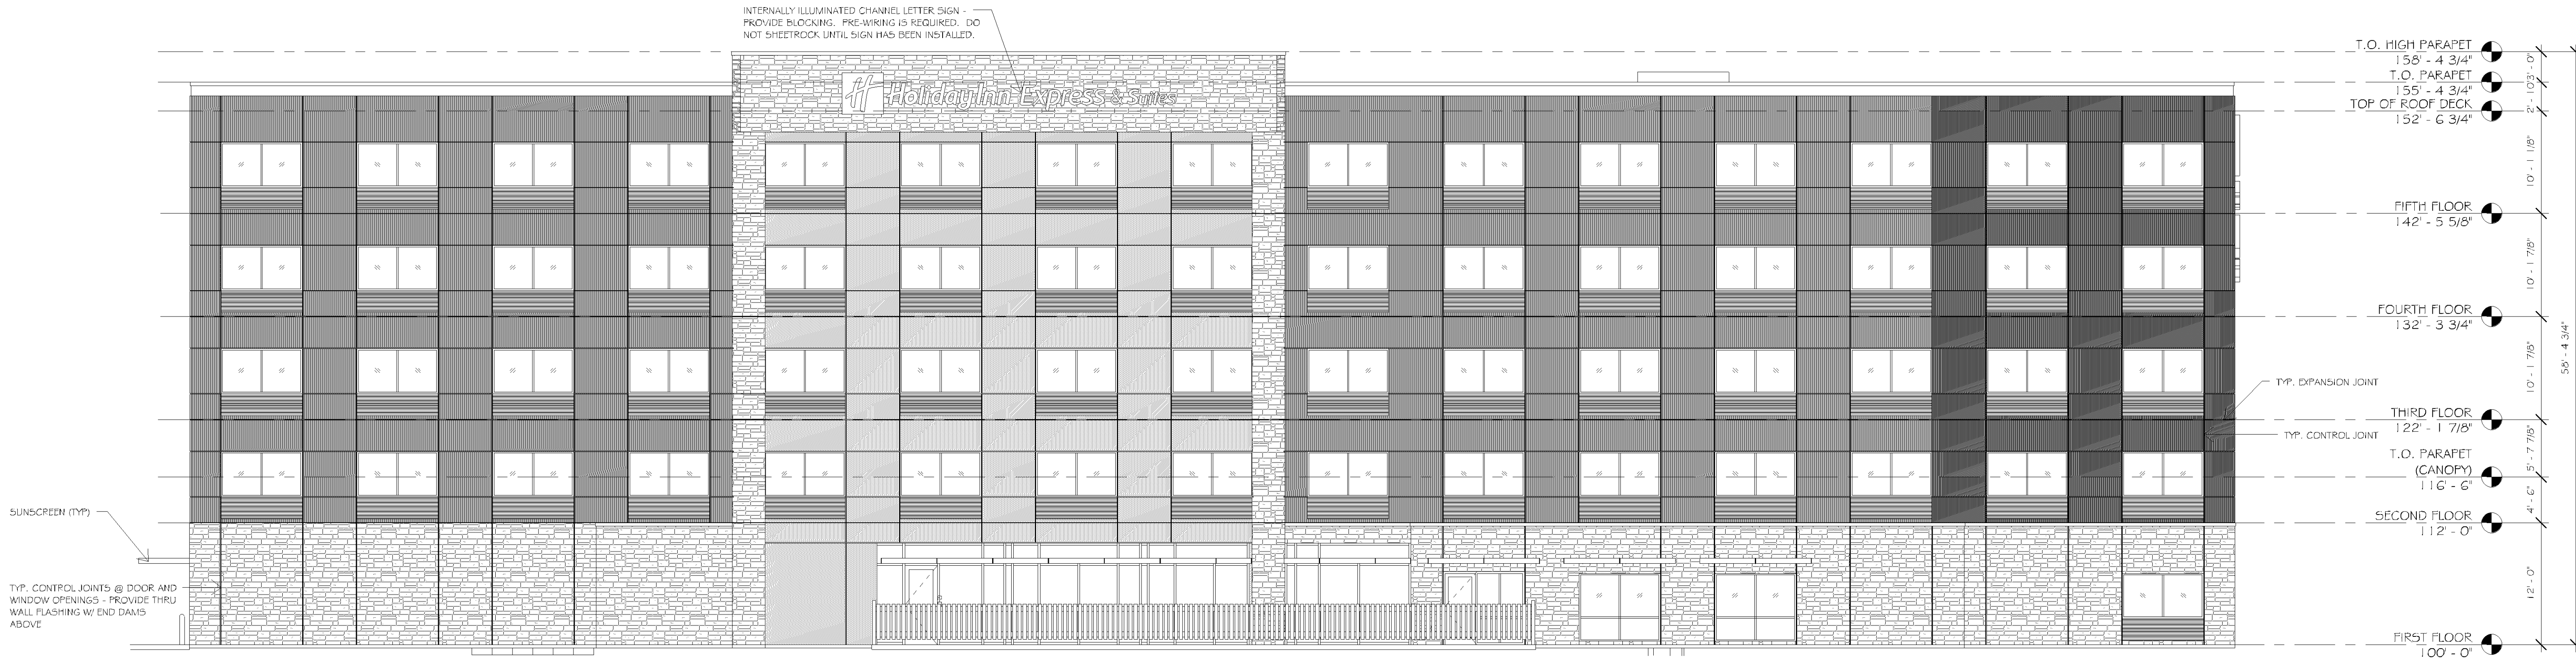 INTERNALLY ILLUMINATED CHANNEL LETTER SIGN -
PROVIDE BLOCKING. PRE-WIRING IS REQUIRED. DO
NOT SHEETROCK UNTIL SIGN HAS BEEN INSTALLED.
H Holiday Inn Express & Suites
T.O. HIGH PARAPET
158' - 4 3/4"
T.O. PARAPET
155' - 4 3/4"
TOP OF ROOF DECK
152' - 6 3/4"
FIFTH FLOOR
142' - 5 5/8"
FOURTH FLOOR
132' - 3 3/4"
TYP. EXPANSION JOINT
THIRD FLOOR
122' - 1 7/8"
TYP. CONTROL JOINT
T.O. PARAPET
(CANOPY)
116' - 6"
SECOND FLOOR
112' - 0"
FIRST FLOOR
100' - 0"
3' - 0"
2' - 10"
10' - 1 1/8"
10' - 1 7/8"
10' - 1 7/8"
5' - 7 7/8"
4' - 6"
12' - 0"
58' - 4 3/4"
SUNSCREEN (TYP)
TYP. CONTROL JOINTS @ DOOR AND
WINDOW OPENINGS - PROVIDE THRU
WALL FLASHING W/ END DAMS
ABOVE